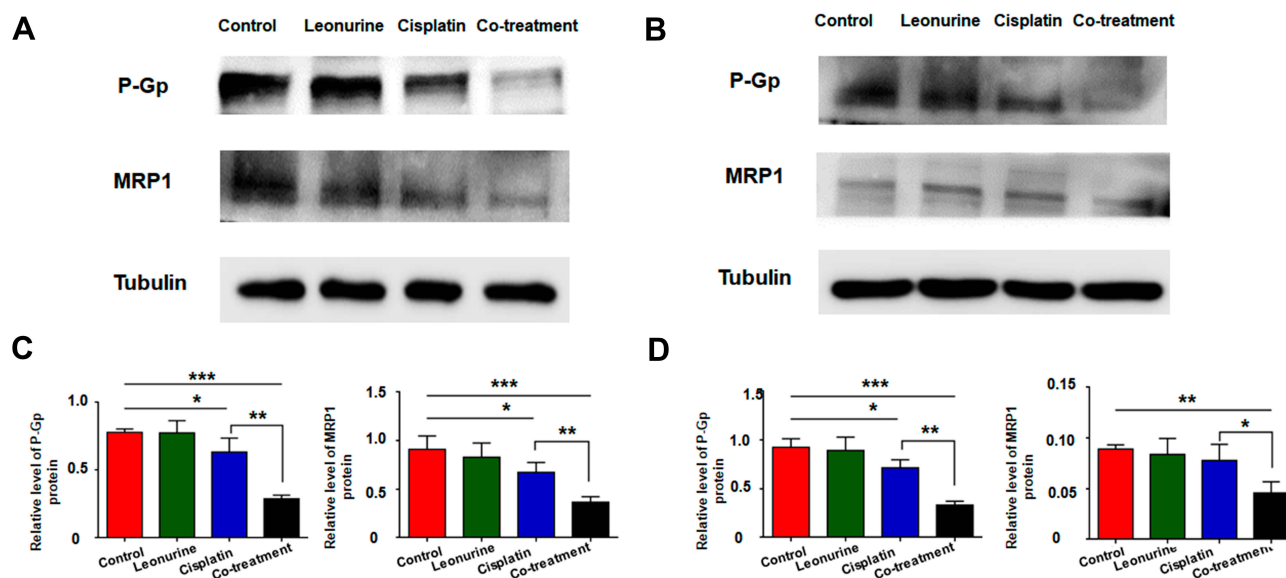 A
Control Leonurine Cisplatin Co-treatment
P-Gp
MRP1
Tubulin
B
Control Leonurine Cisplatin Co-treatment
P-Gp
MRP1
Tubulin
C
Relative level of P-Gp
protein
1.0
0.5
0
***
*
**
Control Leonurine Cisplatin Co-treatment
Relative level of MRP1
protein
1.5
1.0
0.5
0
***
*
**
Control Leonurine Cisplatin Co-treatment
D
Relative level of P-Gp
protein
1.0
0.5
0
***
*
**
Control Leonurine Cisplatin Co-treatment
Relative level of MRP1
protein
0.15
0.10
0.05
0
**
*
Control Leonurine Cisplatin Co-treatment